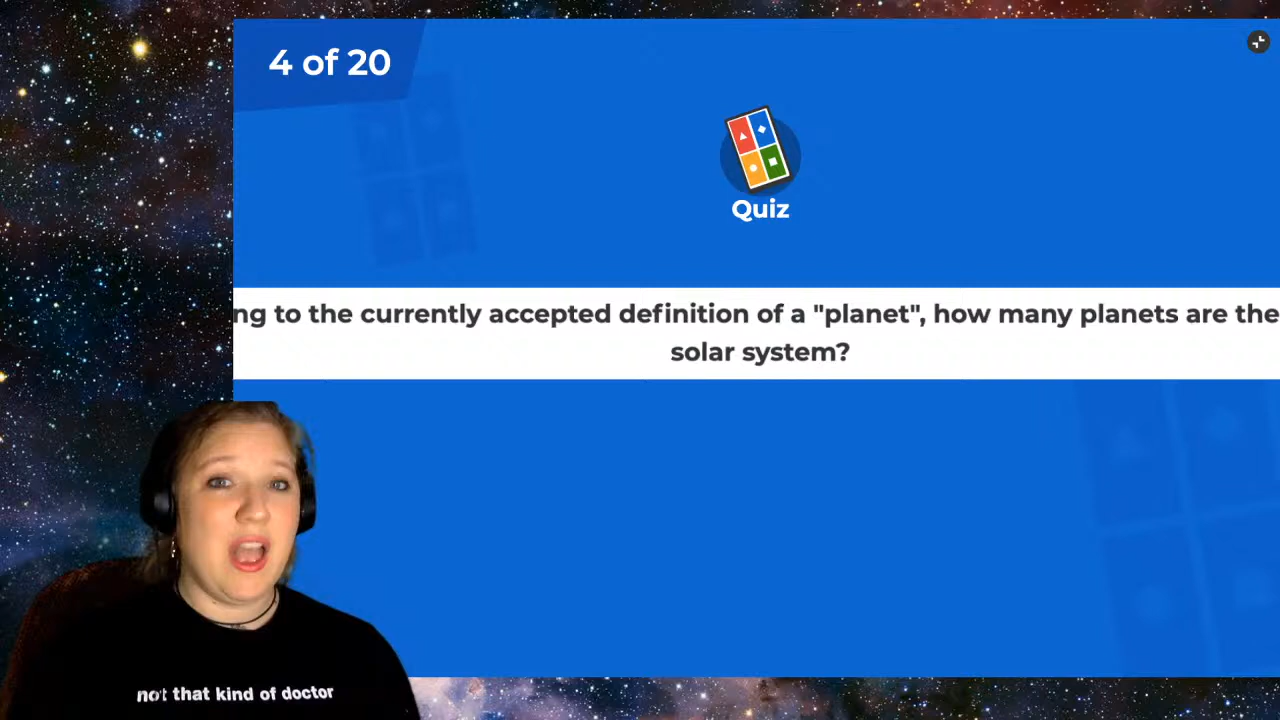 4 of 20
Quiz
ng to the currently accepted definition of a "planet", how many planets are the
solar system?
not that kind of doctor